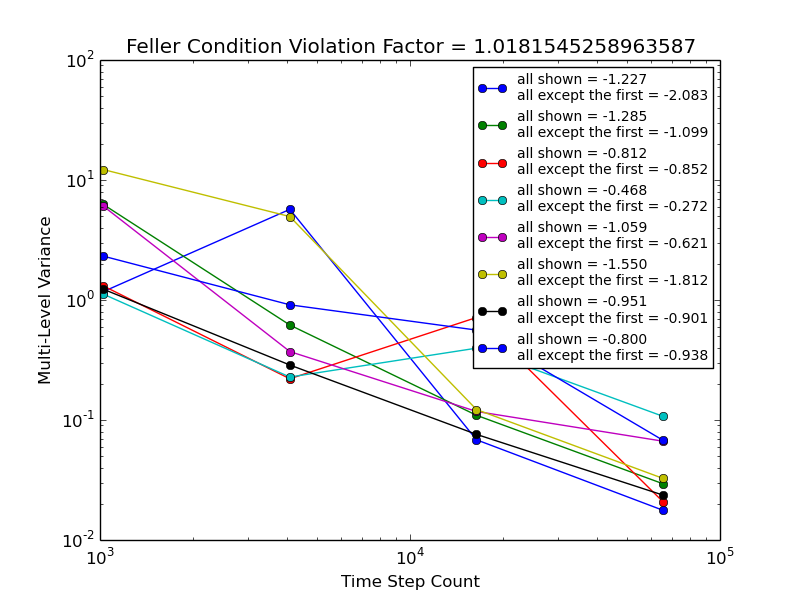 Feller Condition Violation Factor = 1.0181545258963587
10^2
10^1
10^0
10^-1
10^-2
Multi-Level Variance
all shown = -1.227
all except the first = -2.083
all shown = -1.285
all except the first = -1.099
all shown = -0.812
all except the first = -0.852
all shown = -0.468
all except the first = -0.272
all shown = -1.059
all except the first = -0.621
all shown = -1.550
all except the first = -1.812
all shown = -0.951
all except the first = -0.901
all shown = -0.800
all except the first = -0.938
10^3
10^4
10^5
Time Step Count